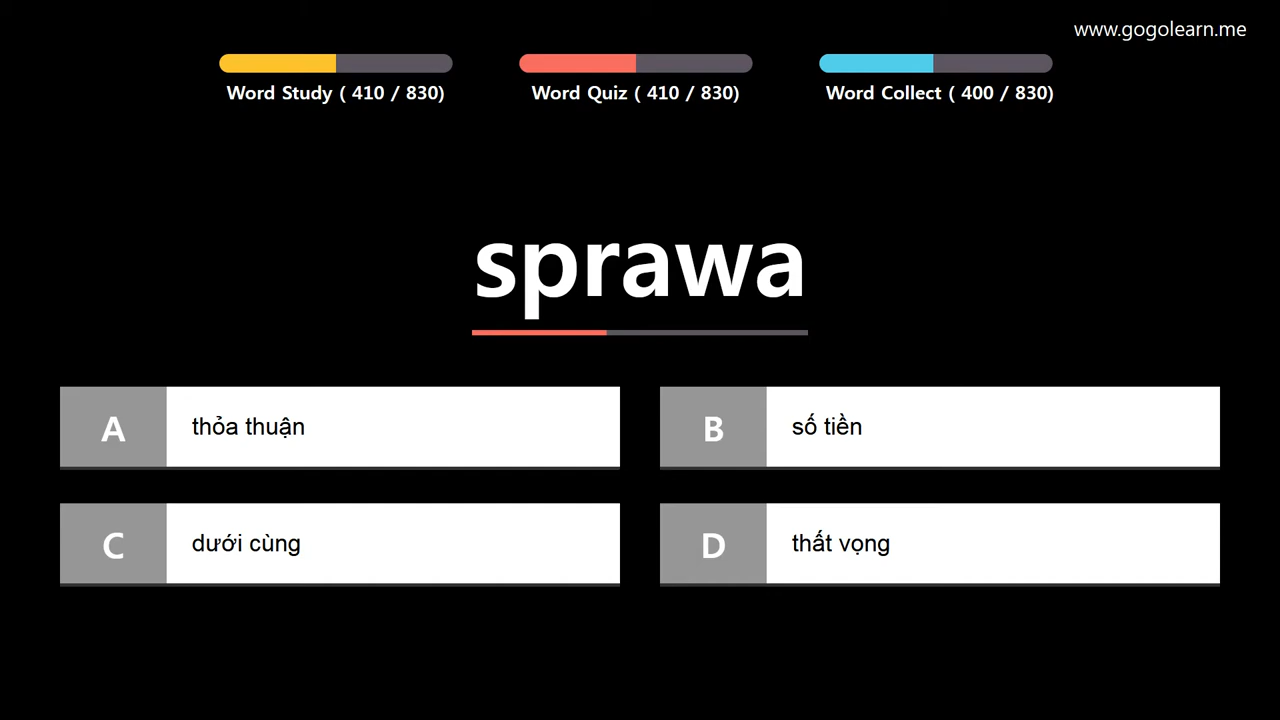 www.gogolearn.me
Word Study ( 410 / 830)
Word Quiz ( 410 / 830)
Word Collect ( 400 / 830)
sprawa
A thỏa thuận
B số tiền
C dưới cùng
D thất vọng